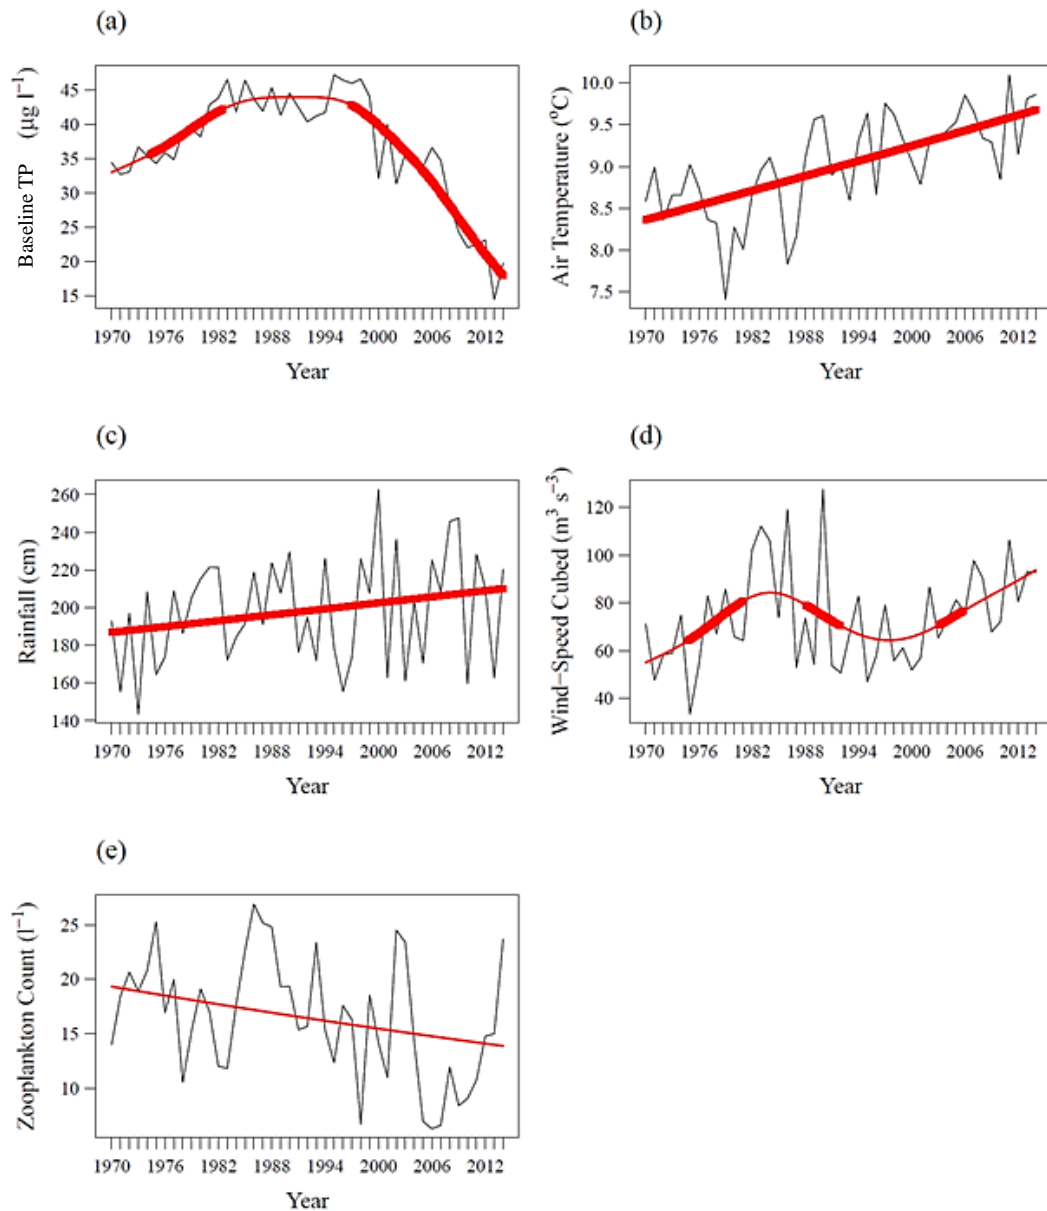 (a)
Baseline TP (µg l⁻¹)
45
40
35
30
25
20
15
1970 1976 1982 1988 1994 2000 2006 2012
Year
(b)
Air Temperature (°C)
10.0
9.5
9.0
8.5
8.0
7.5
1970 1976 1982 1988 1994 2000 2006 2012
Year
(c)
Rainfall (cm)
260
240
220
200
180
160
140
1970 1976 1982 1988 1994 2000 2006 2012
Year
(d)
Wind−Speed Cubed (m³ s⁻³)
120
100
80
60
40
1970 1976 1982 1988 1994 2000 2006 2012
Year
(e)
Zooplankton Count (l⁻¹)
25
20
15
10
1970 1976 1982 1988 1994 2000 2006 2012
Year